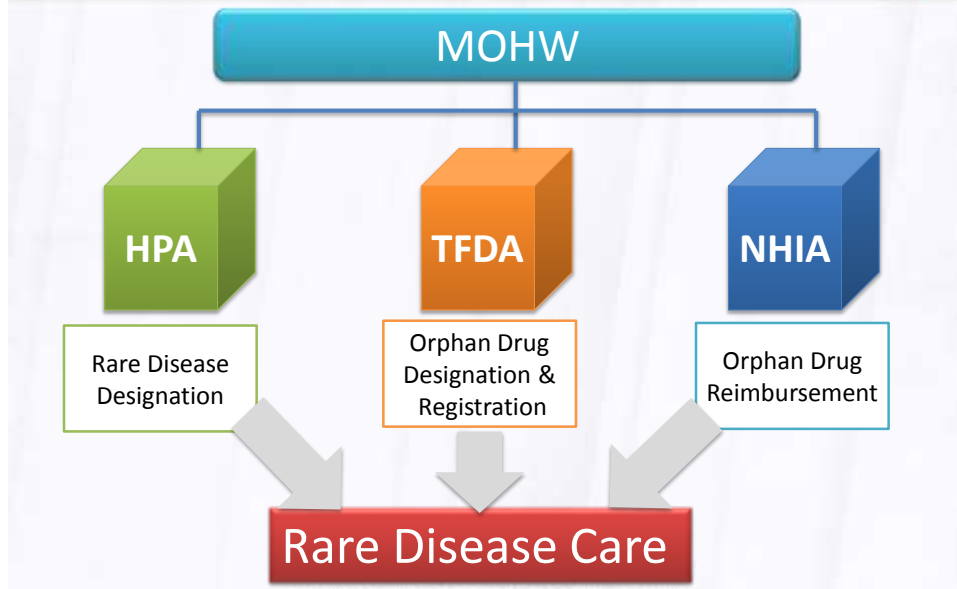 MOHW
HPA
TFDA
NHIA
Rare Disease
Designation
Orphan Drug
Designation &
Registration
Orphan Drug
Reimbursement
Rare Disease Care